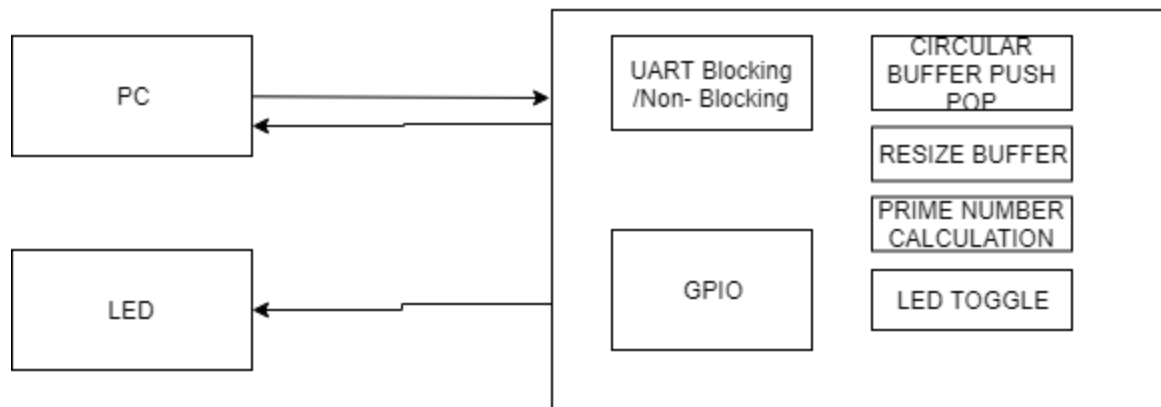 PC
UART Blocking
/Non- Blocking
CIRCULAR
BUFFER PUSH
POP
RESIZE BUFFER
PRIME NUMBER
CALCULATION
LED
GPIO
LED TOGGLE